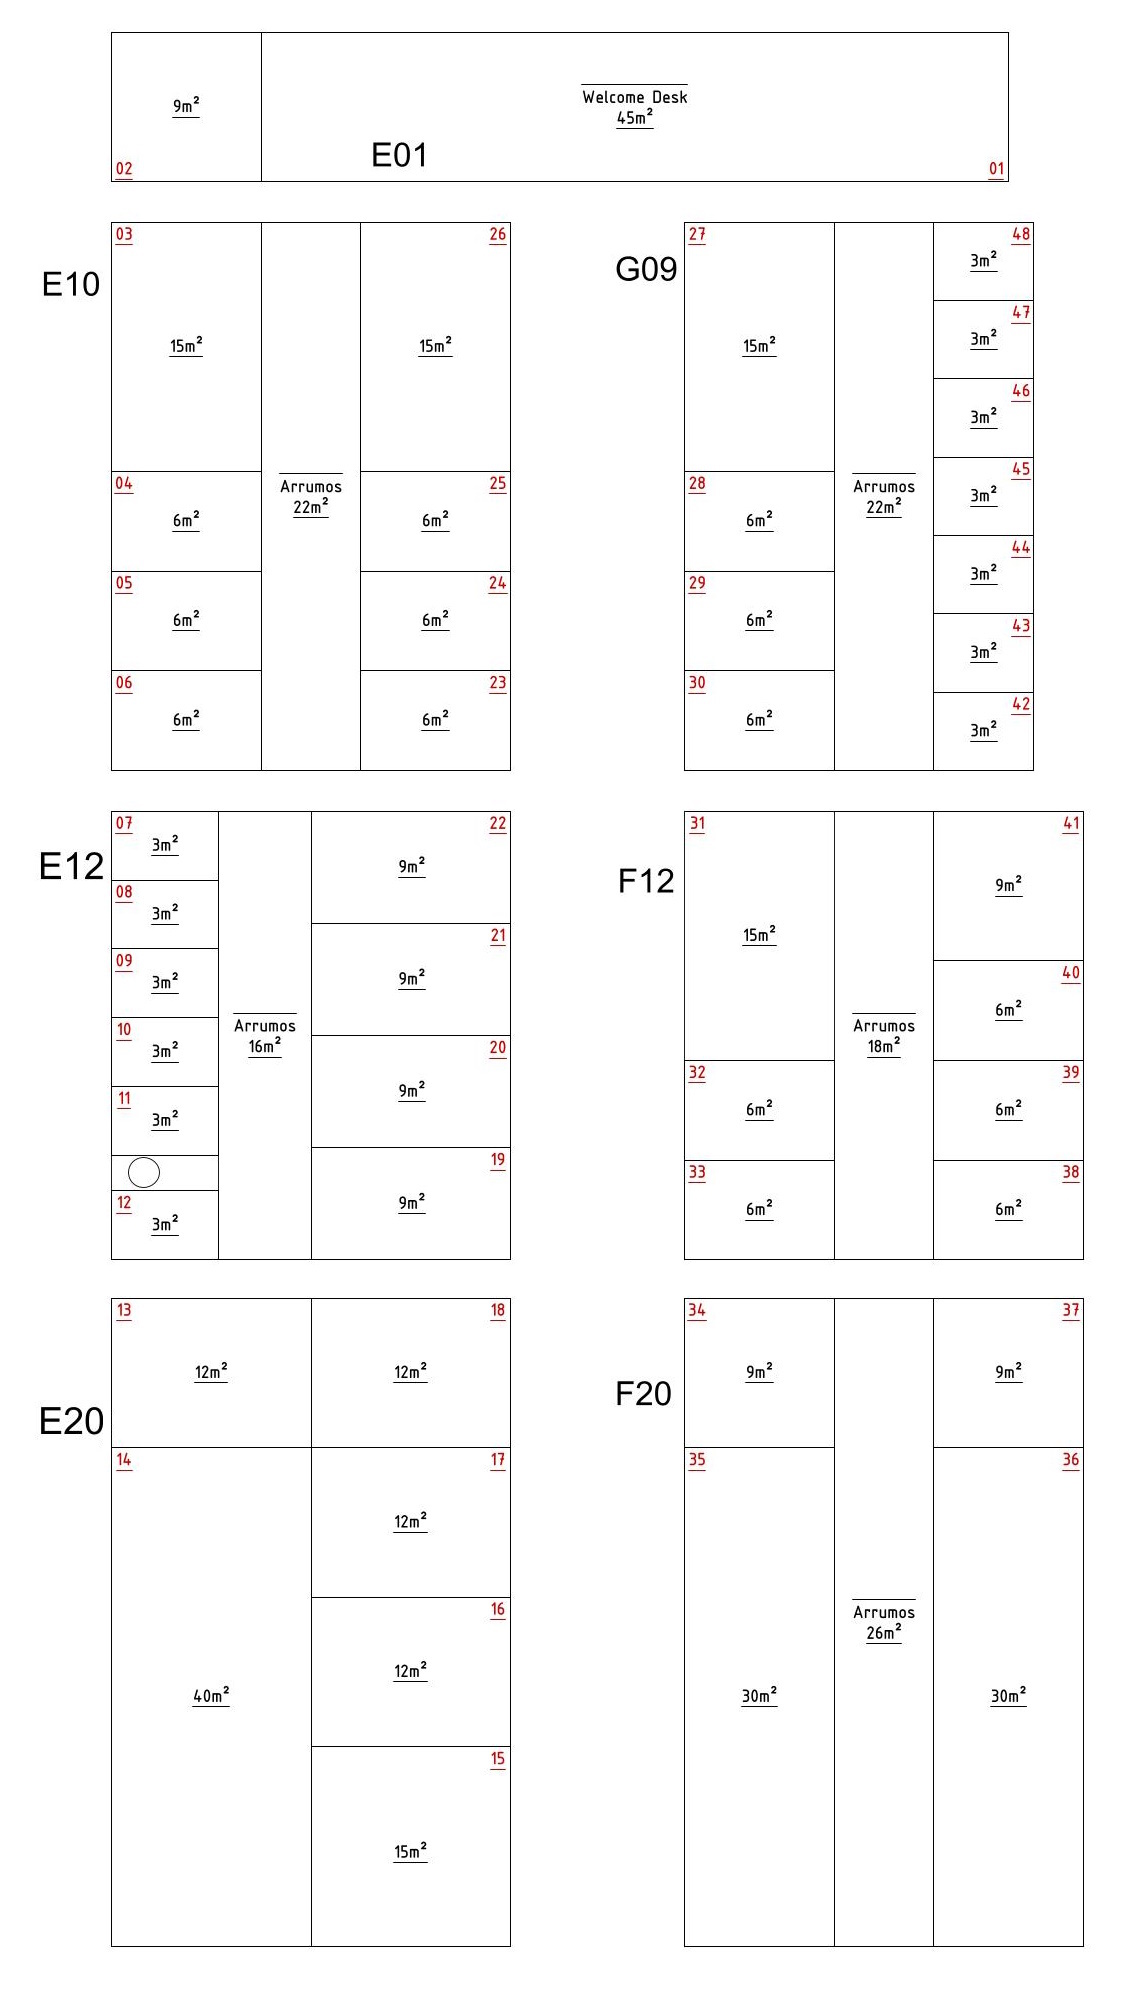 9m²
02
Welcome Desk
45m²
E01
01
E10
03
15m²
04
6m²
05
6m²
06
6m²
Arrumos
22m²
26
15m²
25
6m²
24
6m²
23
6m²
G09
27
15m²
28
6m²
29
6m²
30
6m²
Arrumos
22m²
48
3m²
47
3m²
46
3m²
45
3m²
44
3m²
43
3m²
42
3m²
E12
07
3m²
08
3m²
09
3m²
10
3m²
11
3m²
12
3m²
Arrumos
16m²
22
9m²
21
9m²
20
9m²
19
9m²
F12
31
15m²
32
6m²
33
6m²
Arrumos
18m²
41
9m²
40
6m²
39
6m²
38
6m²
E20
13
12m²
14
40m²
18
12m²
17
12m²
16
12m²
15
15m²
F20
34
9m²
35
30m²
Arrumos
26m²
37
9m²
36
30m²